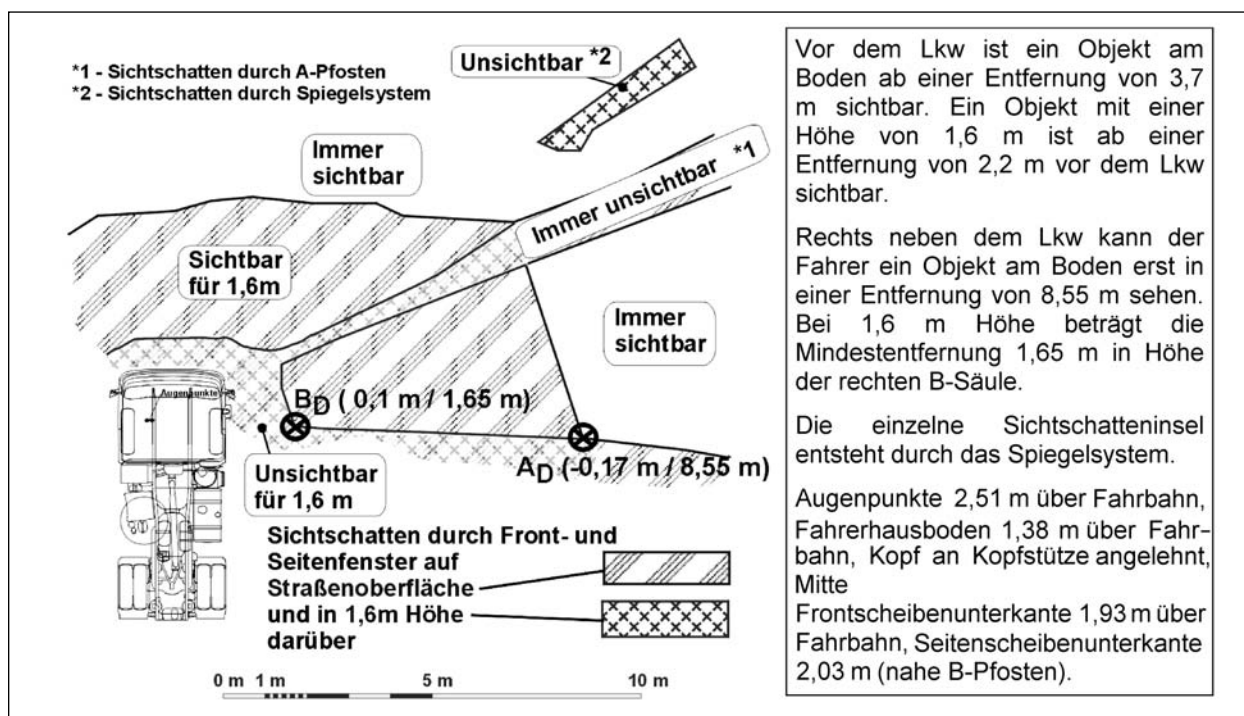 *1 - Sichtschatten durch A-Pfosten
*2 - Sichtschatten durch Spiegelsystem
Unsichtbar *2
Immer
sichtbar
Immer unsichtbar *1
Sichtbar
für 1,6m
Immer
sichtbar
Augenpunkte
BD ( 0,1 m / 1,65 m)
AD (-0,17 m / 8,55 m)
Unsichtbar
für 1,6 m
Sichtschatten durch Front- und
Seitenfenster auf
Straßenoberfläche
und in 1,6m Höhe
darüber
0 m 1 m 5 m 10 m
Vor dem Lkw ist ein Objekt am
Boden ab einer Entfernung von 3,7
m sichtbar. Ein Objekt mit einer
Höhe von 1,6 m ist ab einer
Entfernung von 2,2 m vor dem Lkw
sichtbar.
Rechts neben dem Lkw kann der
Fahrer ein Objekt am Boden erst in
einer Entfernung von 8,55 m sehen.
Bei 1,6 m Höhe beträgt die
Mindestentfernung 1,65 m in Höhe
der rechten B-Säule.
Die einzelne Sichtschatteninsel
entsteht durch das Spiegelsystem.
Augenpunkte 2,51 m über Fahrbahn,
Fahrerhausboden 1,38 m über Fahr-
bahn, Kopf an Kopfstütze angelehnt,
Mitte
Frontscheibenunterkante 1,93 m über
Fahrbahn, Seitenscheibenunterkante
2,03 m (nahe B-Pfosten).